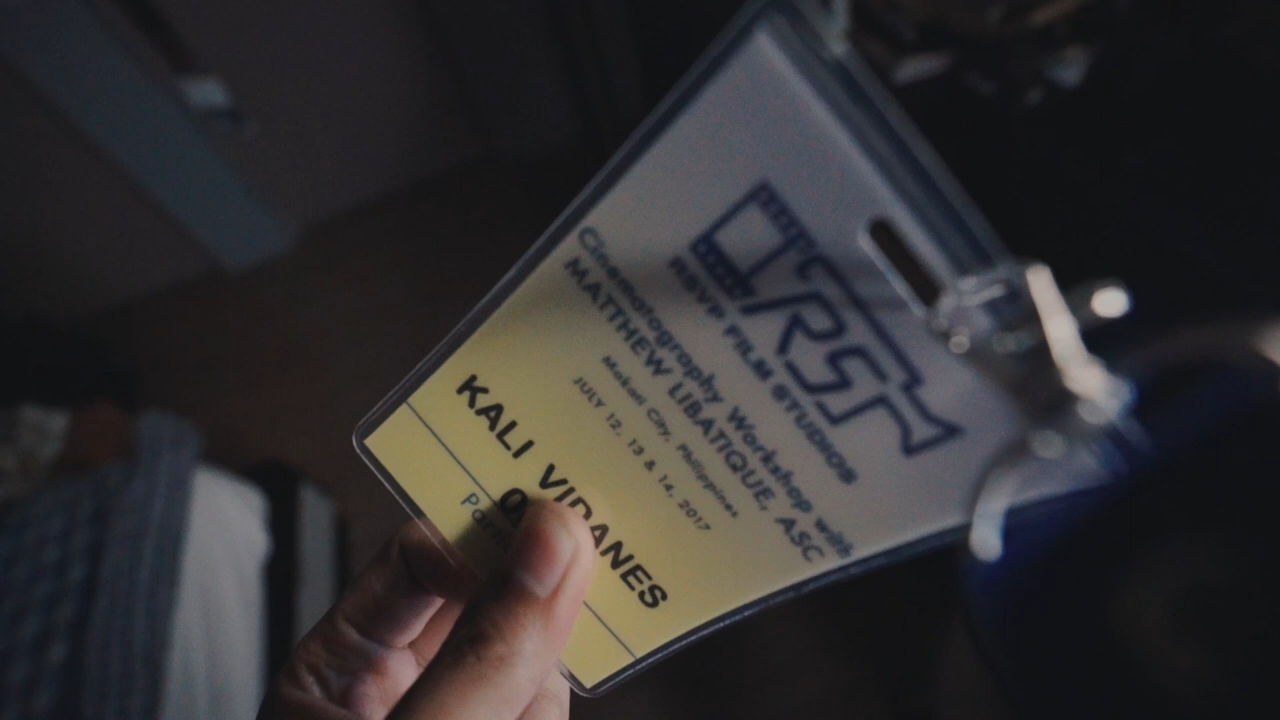 RSVP
RSVP FILM STUDIOS
Cinematography Workshop with
MATTHEW LIBATIQUE, ASC
Makati City, Philippines
JULY 12, 13 & 14, 2017
KALI VIDANES